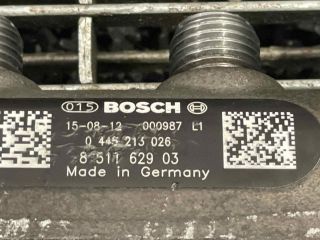 015 BOSCH
15-08-12 000987 L1
0 445 213 026
8 511 629 03
Made in Germany